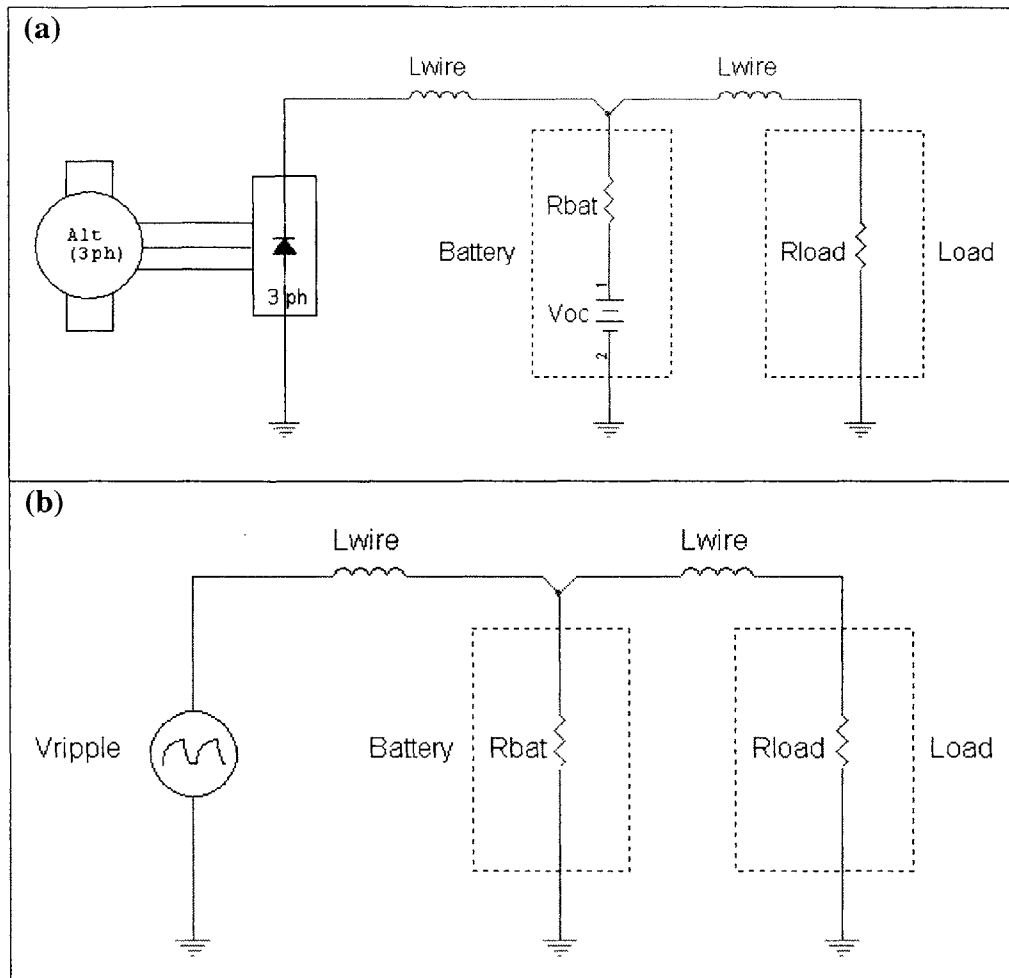 (a)
Lwire
Lwire
Alt
(3ph)
3 ph
Battery
Rbat
1
Voc
2
Rload
Load
(b)
Lwire
Lwire
Vripple
Battery
Rbat
Rload
Load